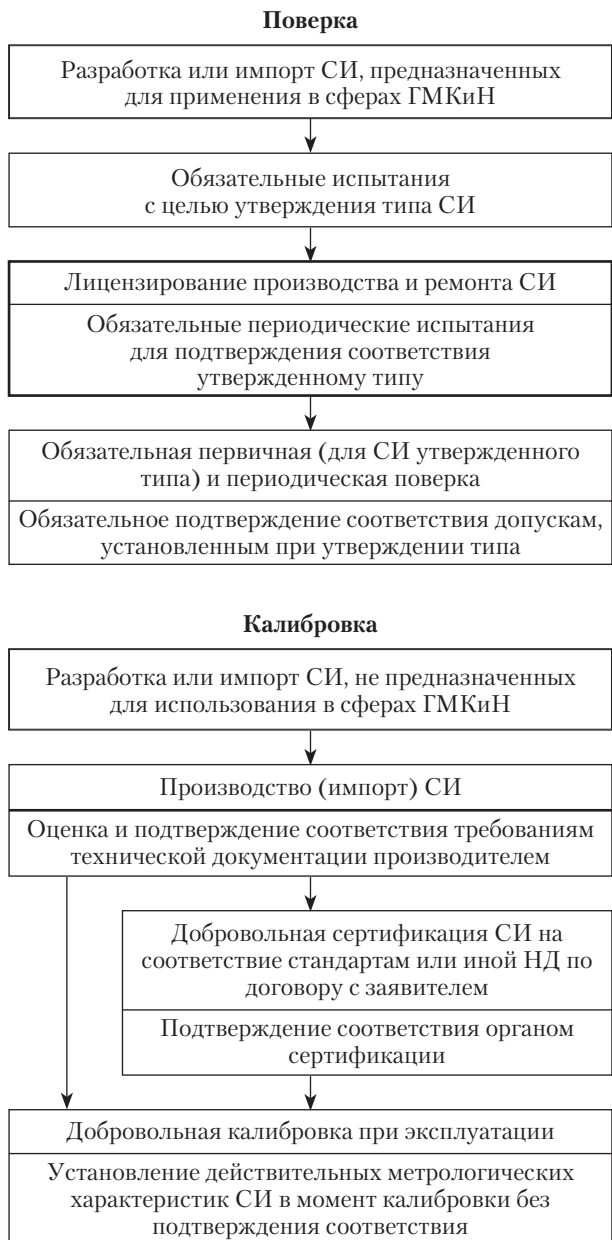 Поверка
Разработка или импорт СИ, предназначенных
для применения в сферах ГМКиН
Обязательные испытания
с целью утверждения типа СИ
Лицензирование производства и ремонта СИ
Обязательные периодические испытания
для подтверждения соответствия
утвержденному типу
Обязательная первичная (для СИ утвержденного
типа) и периодическая поверка
Обязательное подтверждение соответствия допускам,
установленным при утверждении типа
Калибровка
Разработка или импорт СИ, не предназначенных
для использования в сферах ГМКиН
Производство (импорт) СИ
Оценка и подтверждение соответствия требованиям
технической документации производителем
Добровольная сертификация СИ на
соответствие стандартам или иной НД по
договору с заявителем
Подтверждение соответствия органом
сертификации
Добровольная калибровка при эксплуатации
Установление действительных метрологических
характеристик СИ в момент калибровки без
подтверждения соответствия